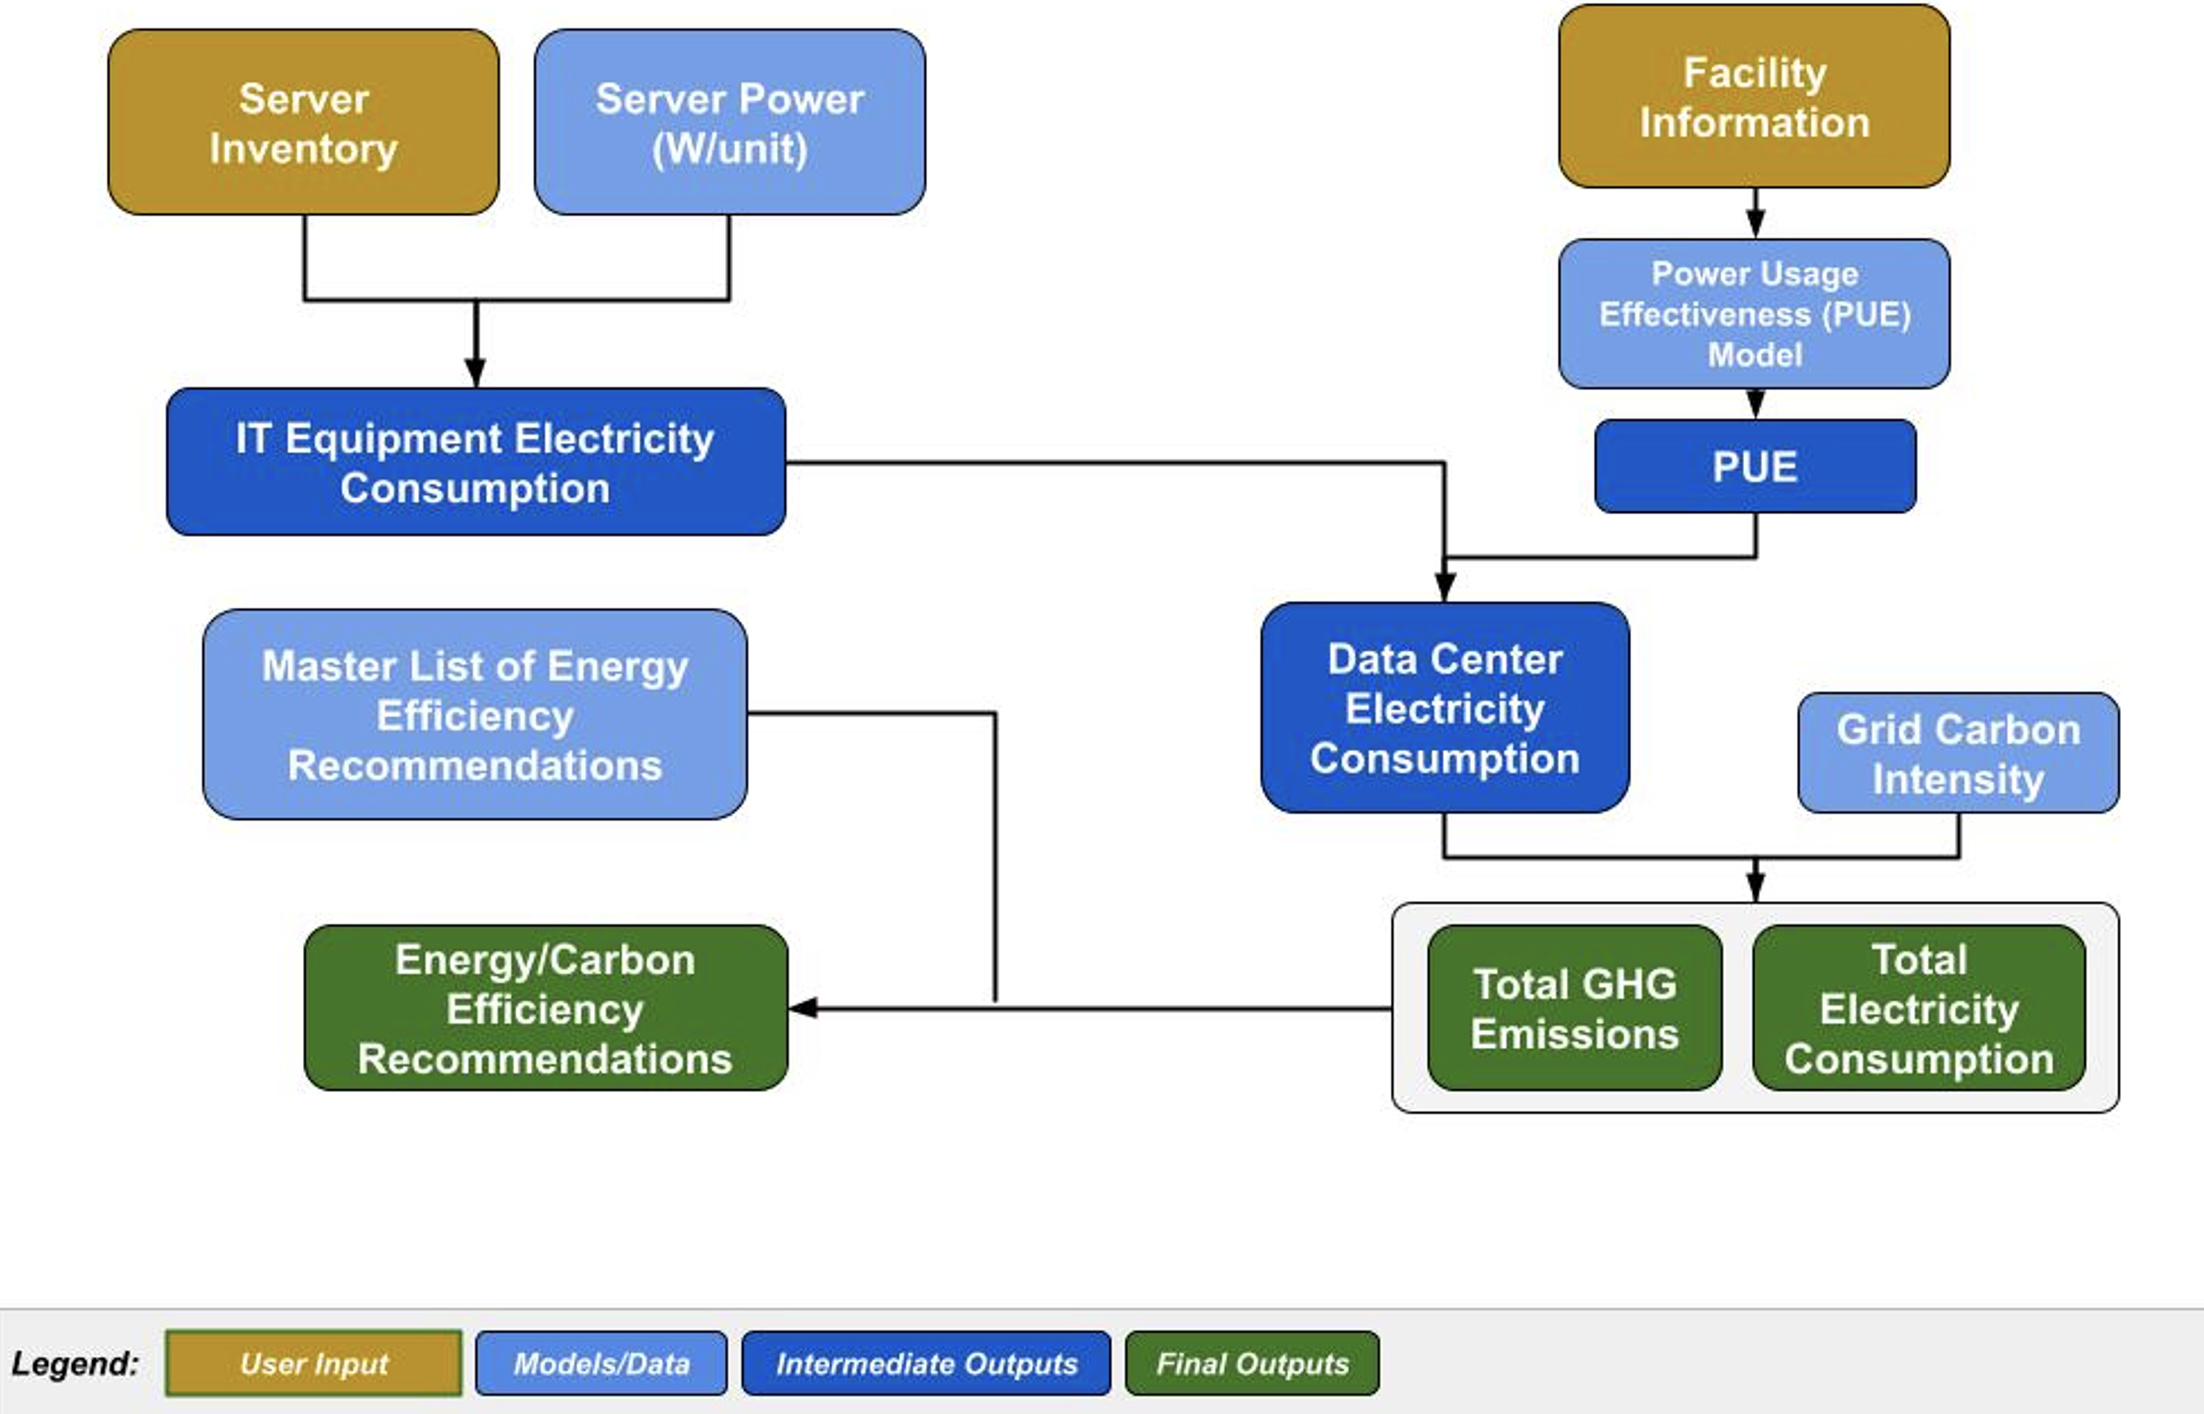 Server
Inventory
Server Power
(W/unit)
Facility
Information
Power Usage
Effectiveness (PUE)
Model
PUE
IT Equipment Electricity
Consumption
Master List of Energy
Efficiency
Recommendations
Data Center
Electricity
Consumption
Grid Carbon
Intensity
Energy/Carbon
Efficiency
Recommendations
Total GHG
Emissions
Total
Electricity
Consumption
Legend:
User Input
Models/Data
Intermediate Outputs
Final Outputs